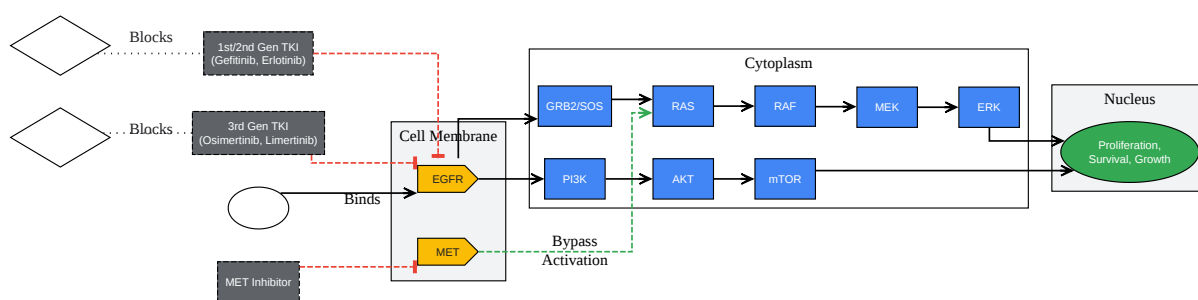 Blocks
1st/2nd Gen TKI
(Gefitinib, Erlotinib)
Blocks
3rd Gen TKI
(Osimertinib, Limertinib)
Binds
MET Inhibitor
Cell Membrane
EGFR
MET
Bypass
Activation
Cytoplasm
GRB2/SOS
RAS
RAF
MEK
ERK
PI3K
AKT
mTOR
Nucleus
Proliferation,
Survival, Growth